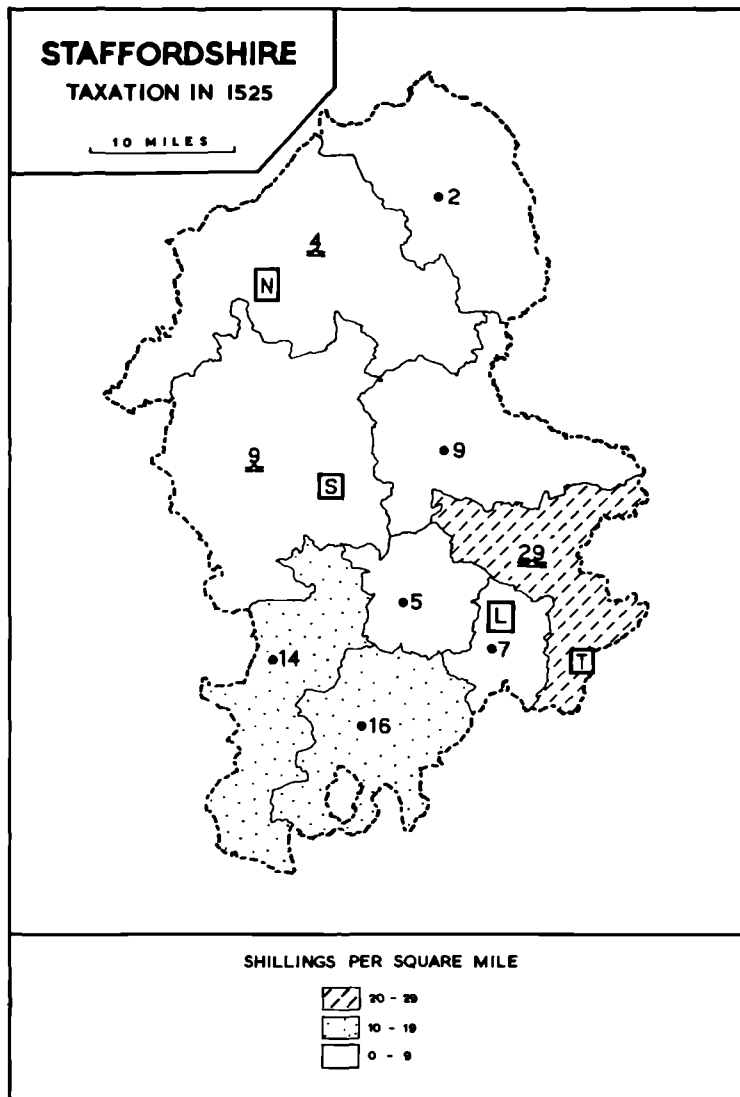 STAFFORDSHIRE
TAXATION IN 1525
10 MILES
2
4
N
9
9
S
29
5
L
7
T
14
16
SHILLINGS PER SQUARE MILE
20 - 29
10 - 19
0 - 9